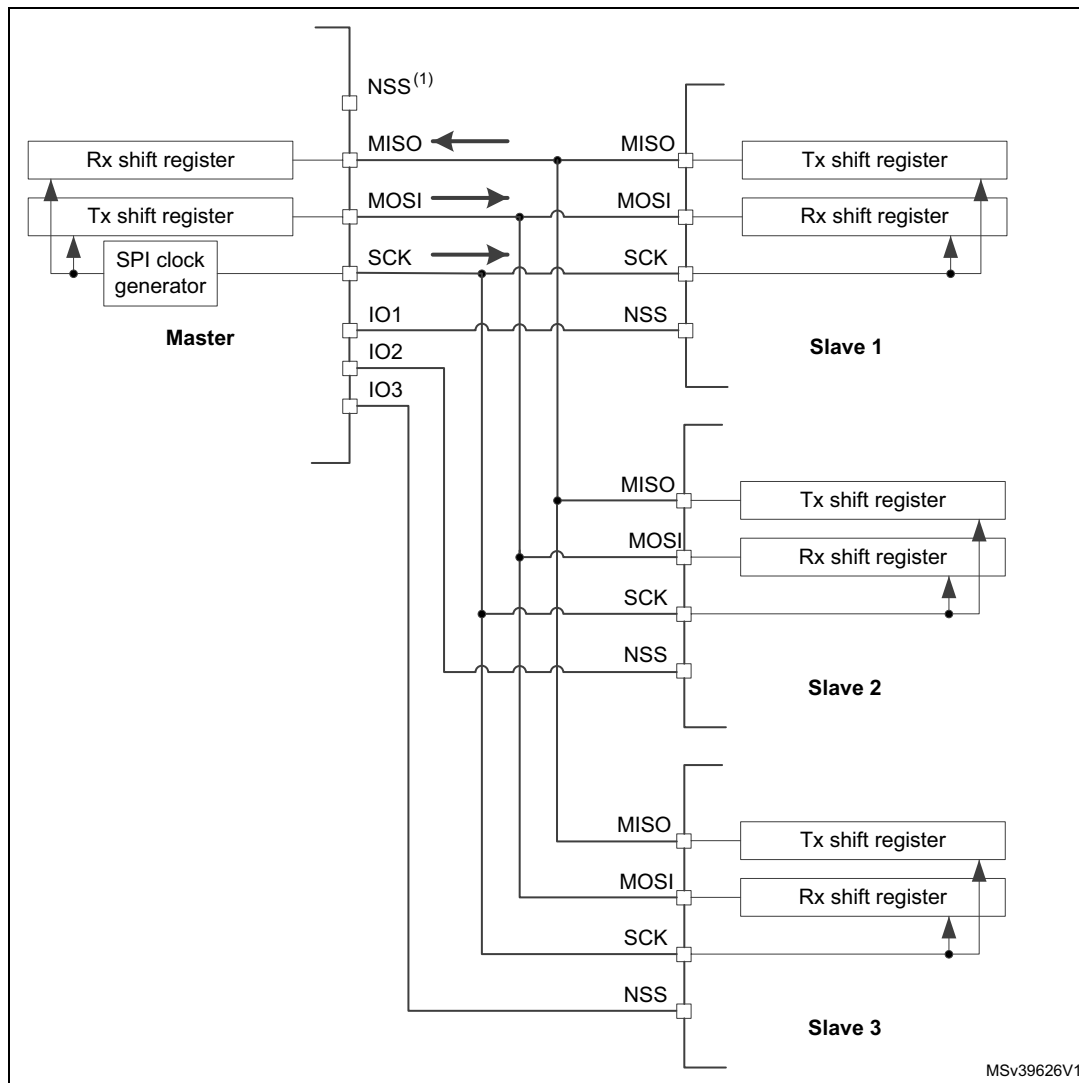 NSS(1)
MISO
MISO
Rx shift register
Tx shift register
MOSI
MOSI
Tx shift register
Rx shift register
SCK
SCK
SPI clock
generator
IO1
NSS
Master
Slave 1
IO2
IO3
MISO
Tx shift register
MOSI
Rx shift register
SCK
NSS
Slave 2
MISO
Tx shift register
MOSI
Rx shift register
SCK
NSS
Slave 3
MSv39626V1